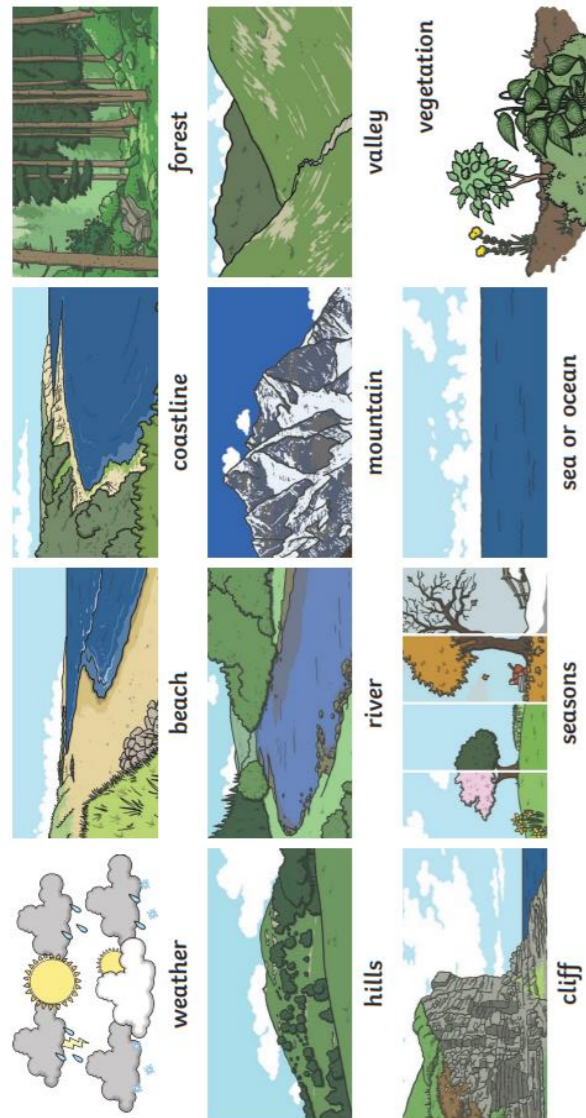 weather
beach
coastline
forest
hills
river
mountain
valley
cliff
seasons
sea or ocean
vegetation